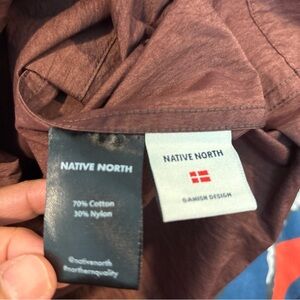 NATIVE NORTH
70% Cotton
30% Nylon
@nativenorth
#northernquality
NATIVE NORTH
DANISH DESIGN